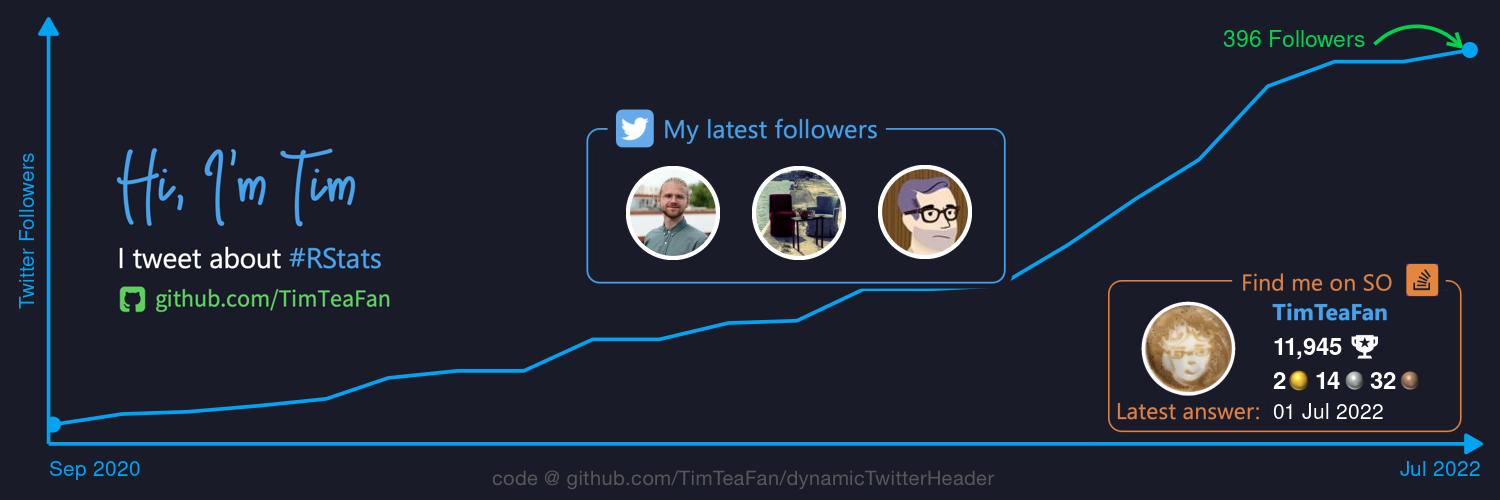 396 Followers
Twitter Followers
Hi, I'm Tim
I tweet about #RStats
github.com/TimTeaFan
My latest followers
Find me on SO
TimTeaFan
11,945
2 14 32
Latest answer: 01 Jul 2022
Sep 2020
Jul 2022
code @ github.com/TimTeaFan/dynamicTwitterHeader